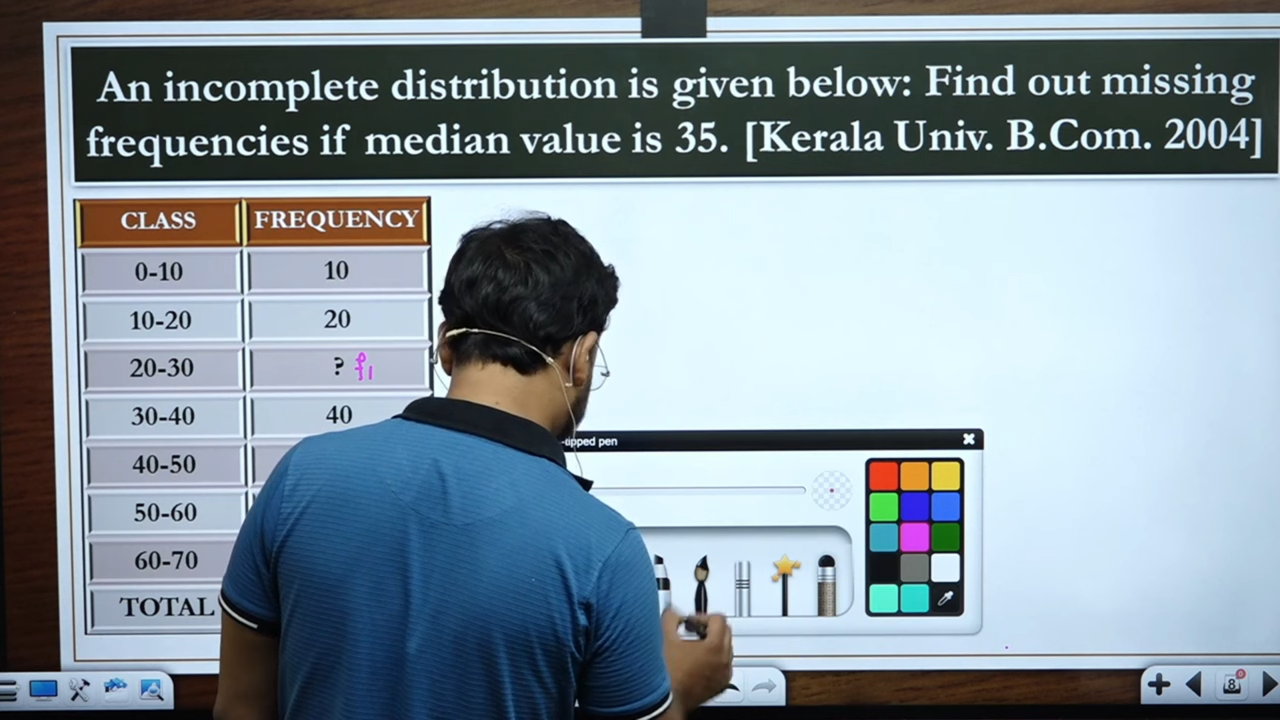 An incomplete distribution is given below: Find out missing
frequencies if median value is 35. [Kerala Univ. B.Com. 2004]
CLASS FREQUENCY
0-10 10
10-20 20
20-30 ? f₁
30-40 40
40-50
50-60
60-70
TOTAL
pen
8